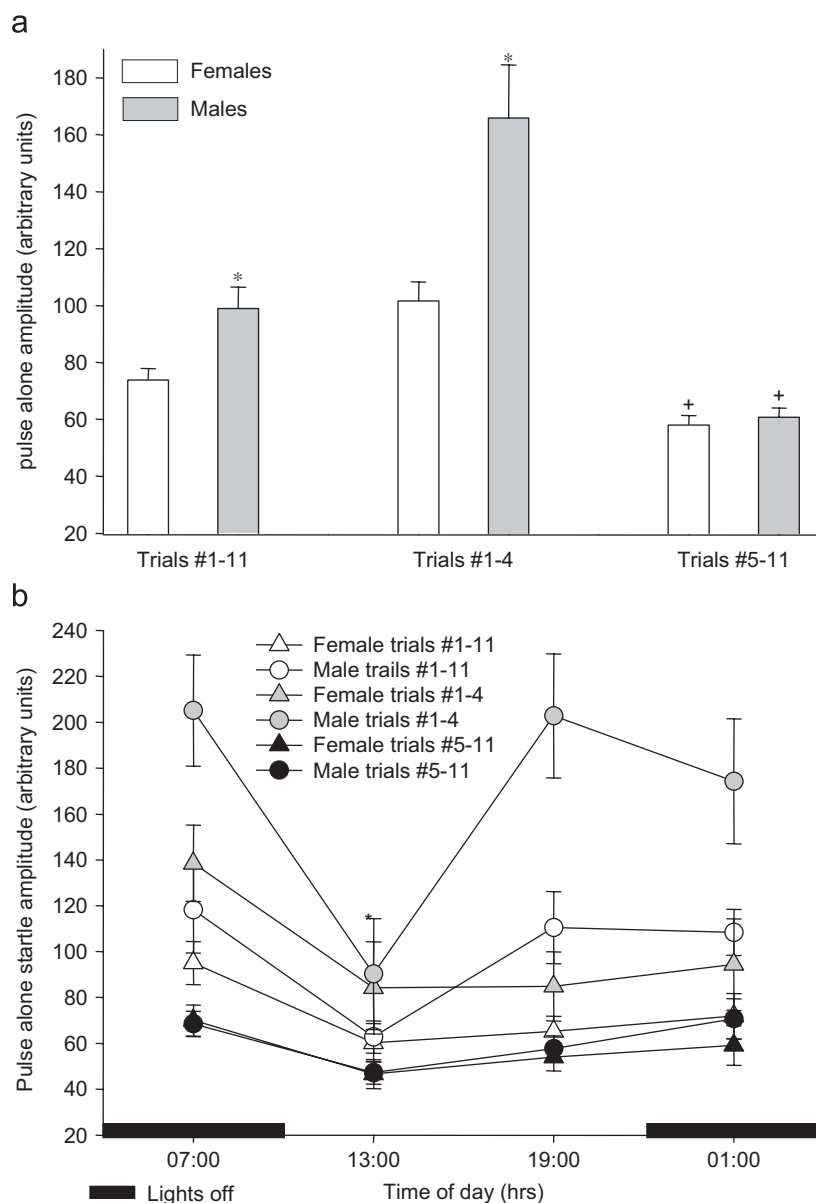 a
pulse alone amplitude (arbitrary units)
180
160
140
120
100
80
60
40
20
Females
Males
*
*
+
+
Trials #1-11
Trials #1-4
Trials #5-11
b
Pulse alone startle amplitude (arbitrary units)
240
220
200
180
160
140
120
100
80
60
40
20
Female trials #1-11
Male trails #1-11
Female trials #1-4
Male trials #1-4
Female trials #5-11
Male trials #5-11
*
07:00
13:00
19:00
01:00
Lights off
Time of day (hrs)